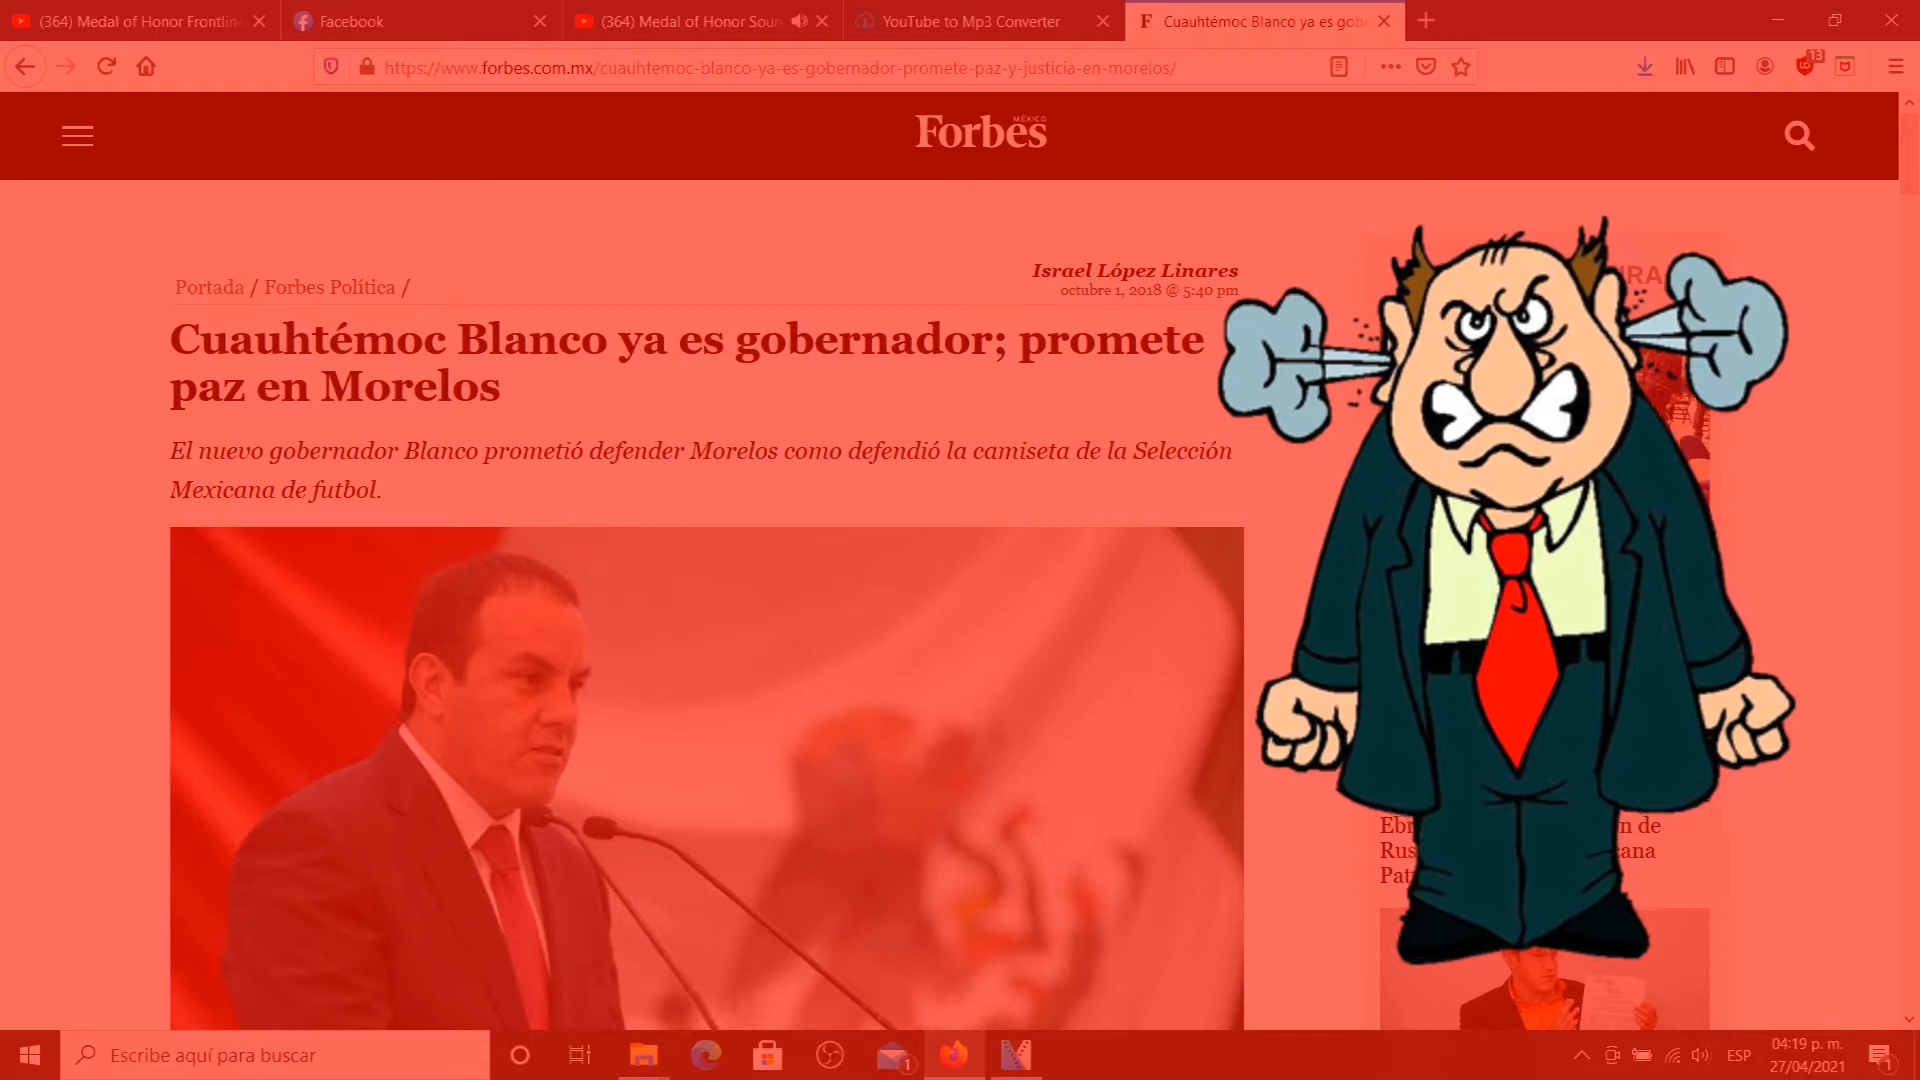 (364) Medal of Honor Frontline
Facebook
(364) Medal of Honor Soun
YouTube to Mp3 Converter
F Cuauhtémoc Blanco ya es gob
https://www.forbes.com.mx/cuauhtemoc-blanco-ya-es-gobernador-promete-paz-y-justicia-en-morelos/
13
Forbes
MÉXICO
Israel López Linares
Portada / Forbes Política /
octubre 1, 2018 @ 5:40 pm
Cuauhtémoc Blanco ya es gobernador; promete
paz en Morelos
El nuevo gobernador Blanco prometió defender Morelos como defendió la camiseta de la Selección
Mexicana de futbol.
Escribe aquí para buscar
1
ESP
04:19 p. m.
27/04/2021
1